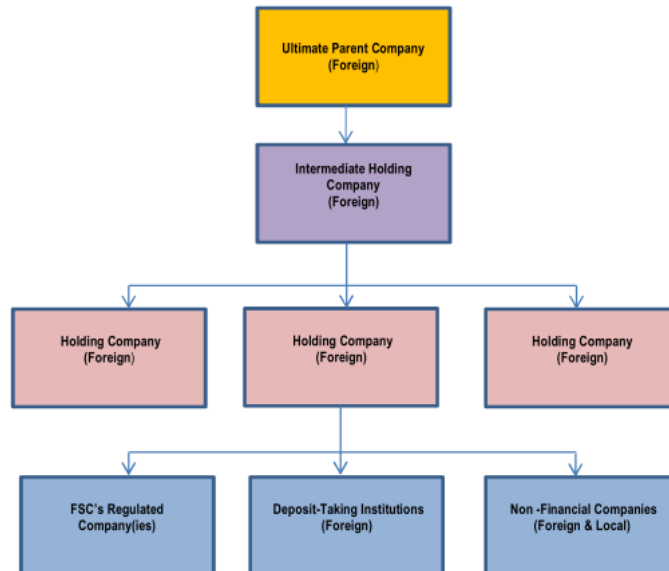 Ultimate Parent Company
(Foreign)
Intermediate Holding
Company
(Foreign)
Holding Company
(Foreign)
Holding Company
(Foreign)
Holding Company
(Foreign)
FSC's Regulated
Company(ies)
Deposit-Taking Institutions
(Foreign)
Non -Financial Companies
(Foreign & Local)